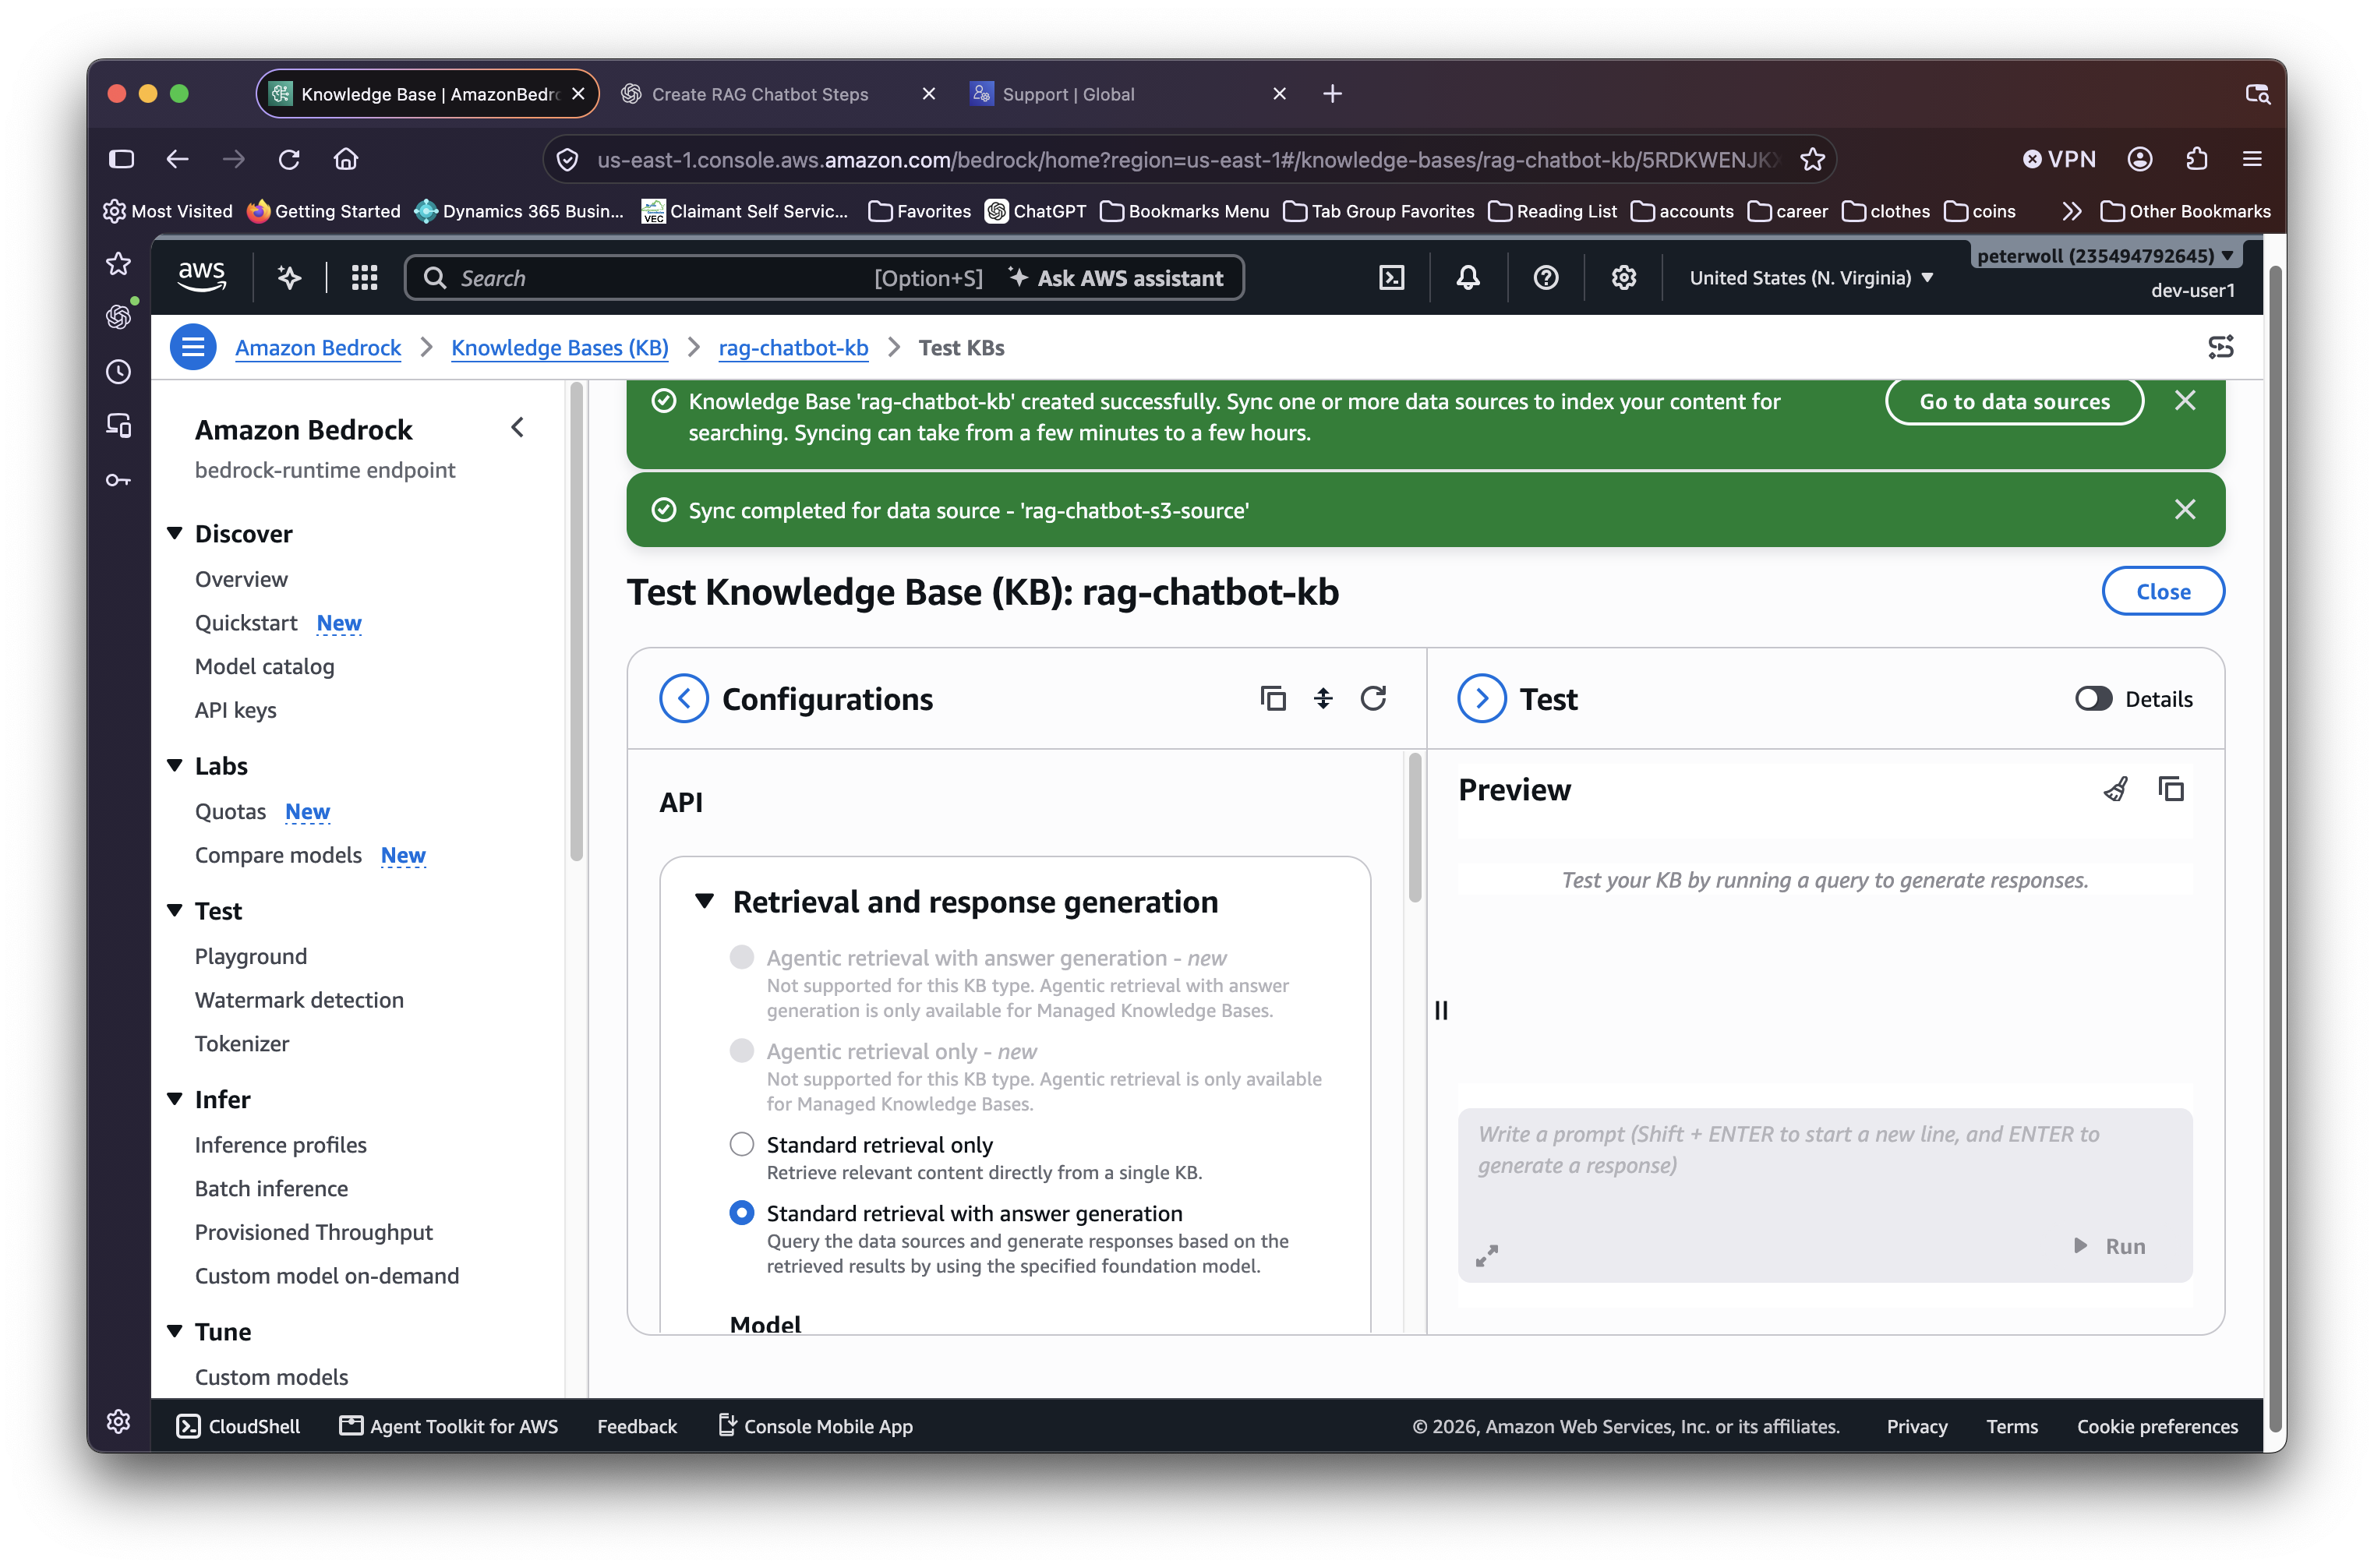 Knowledge Base | AmazonBedr
Create RAG Chatbot Steps
Support | Global
us-east-1.console.aws.amazon.com/bedrock/home?region=us-east-1#/knowledge-bases/rag-chatbot-kb/5RDKWENJK
VPN
Most Visited
Getting Started
Dynamics 365 Busin...
VEC
Claimant Self Servic...
Favorites
ChatGPT
Bookmarks Menu
Tab Group Favorites
Reading List
accounts
career
clothes
coins
Other Bookmarks
aws
Search
[Option+S]
Ask AWS assistant
United States (N. Virginia)
peterwoll (235494792645)
dev-user1
Amazon Bedrock
Knowledge Bases (KB)
rag-chatbot-kb
Test KBs
Amazon Bedrock
bedrock-runtime endpoint
Discover
Overview
Quickstart New
Model catalog
API keys
Labs
Quotas New
Compare models New
Test
Playground
Watermark detection
Tokenizer
Infer
Inference profiles
Batch inference
Provisioned Throughput
Custom model on-demand
Tune
Custom models
Knowledge Base 'rag-chatbot-kb' created successfully. Sync one or more data sources to index your content for
searching. Syncing can take from a few minutes to a few hours.
Go to data sources
Sync completed for data source - 'rag-chatbot-s3-source'
Test Knowledge Base (KB): rag-chatbot-kb
Close
Configurations
API
Retrieval and response generation
Agentic retrieval with answer generation - new
Not supported for this KB type. Agentic retrieval with answer
generation is only available for Managed Knowledge Bases.
Agentic retrieval only - new
Not supported for this KB type. Agentic retrieval is only available
for Managed Knowledge Bases.
Standard retrieval only
Retrieve relevant content directly from a single KB.
Standard retrieval with answer generation
Query the data sources and generate responses based on the
retrieved results by using the specified foundation model.
Model
Test
Details
Preview
Test your KB by running a query to generate responses.
Write a prompt (Shift + ENTER to start a new line, and ENTER to
generate a response)
Run
CloudShell
Agent Toolkit for AWS
Feedback
Console Mobile App
© 2026, Amazon Web Services, Inc. or its affiliates.
Privacy
Terms
Cookie preferences